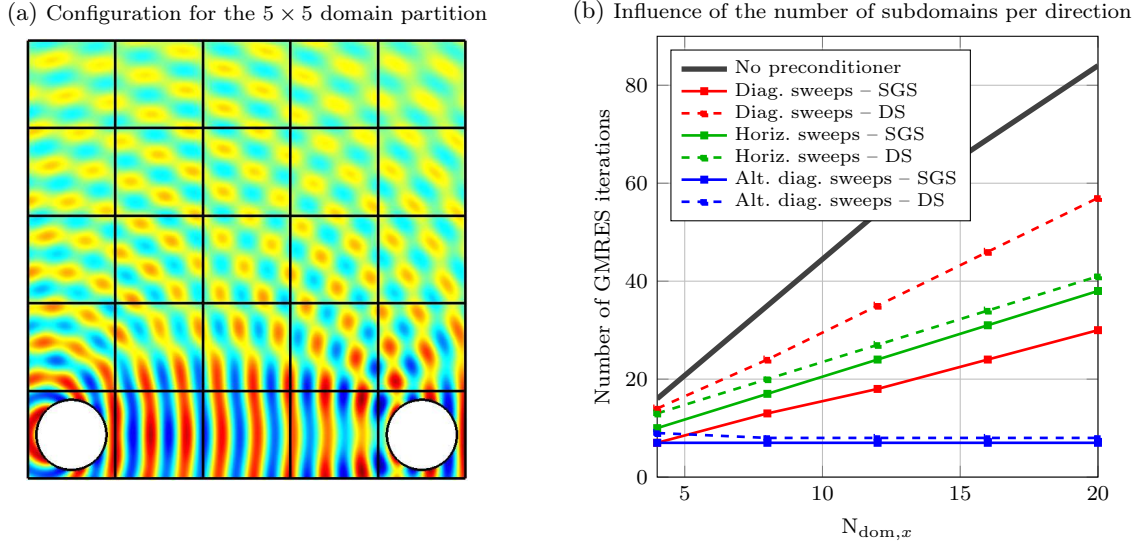 (a) Configuration for the 5 × 5 domain partition
(b) Influence of the number of subdomains per direction
Number of GMRES iterations
80
60
40
20
0
No preconditioner
Diag. sweeps – SGS
Diag. sweeps – DS
Horiz. sweeps – SGS
Horiz. sweeps – DS
Alt. diag. sweeps – SGS
Alt. diag. sweeps – DS
5 10 15 20
N_dom,x